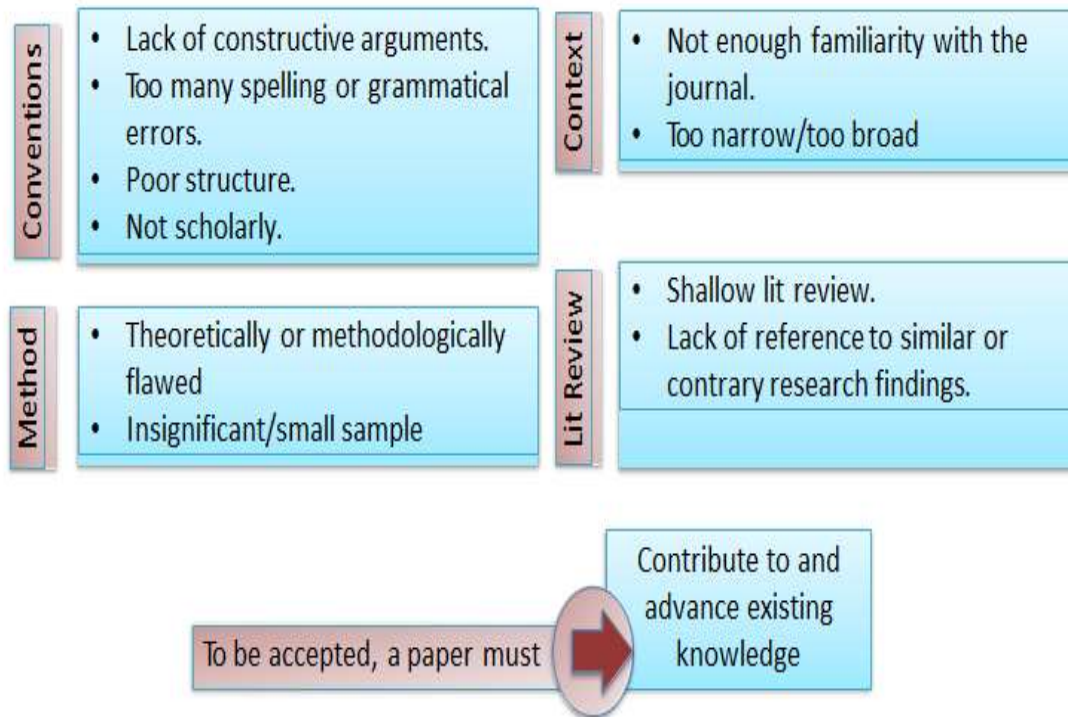 Conventions
• Lack of constructive arguments.
• Too many spelling or grammatical
errors.
• Poor structure.
• Not scholarly.
Context
• Not enough familiarity with the
journal.
• Too narrow/too broad
Method
• Theoretically or methodologically
flawed
• Insignificant/small sample
Lit Review
• Shallow lit review.
• Lack of reference to similar or
contrary research findings.
To be accepted, a paper must
Contribute to and
advance existing
knowledge